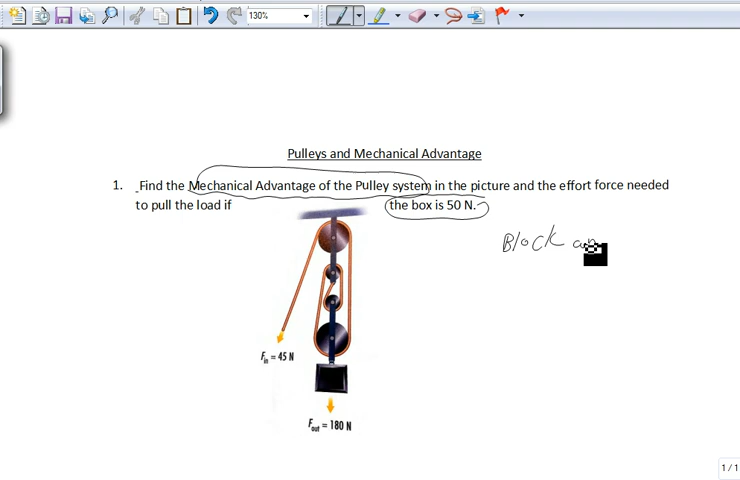 130%
Pulleys and Mechanical Advantage
1. Find the Mechanical Advantage of the Pulley system in the picture and the effort force needed
to pull the load if the box is 50 N.
Block an
Fin = 45 N
Fout = 180 N
1 / 1